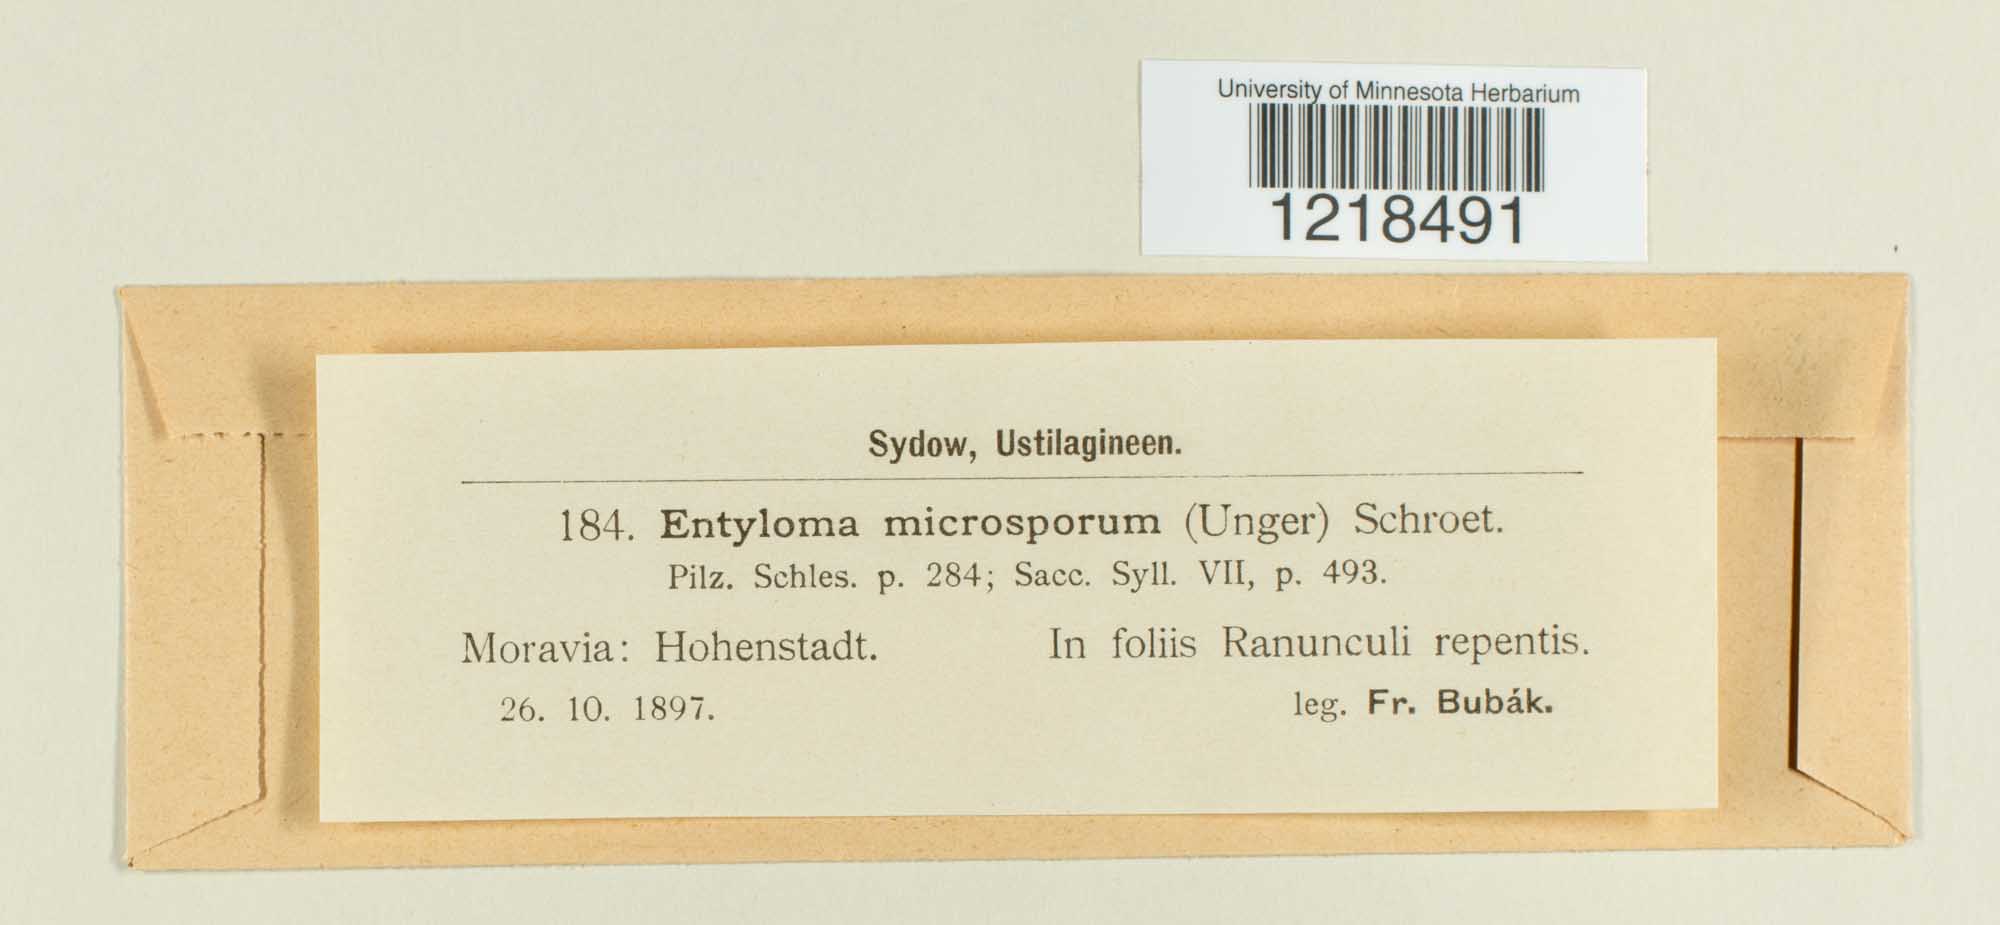 University of Minnesota Herbarium
1218491
Sydow, Ustilagineen.
184. Entyloma microsporum (Unger) Schroet.
Pilz. Schles. p. 284; Sacc. Syll. VII, p. 493.
Moravia: Hohenstadt. In foliis Ranunculi repentis.
26. 10. 1897. leg. Fr. Bubák.